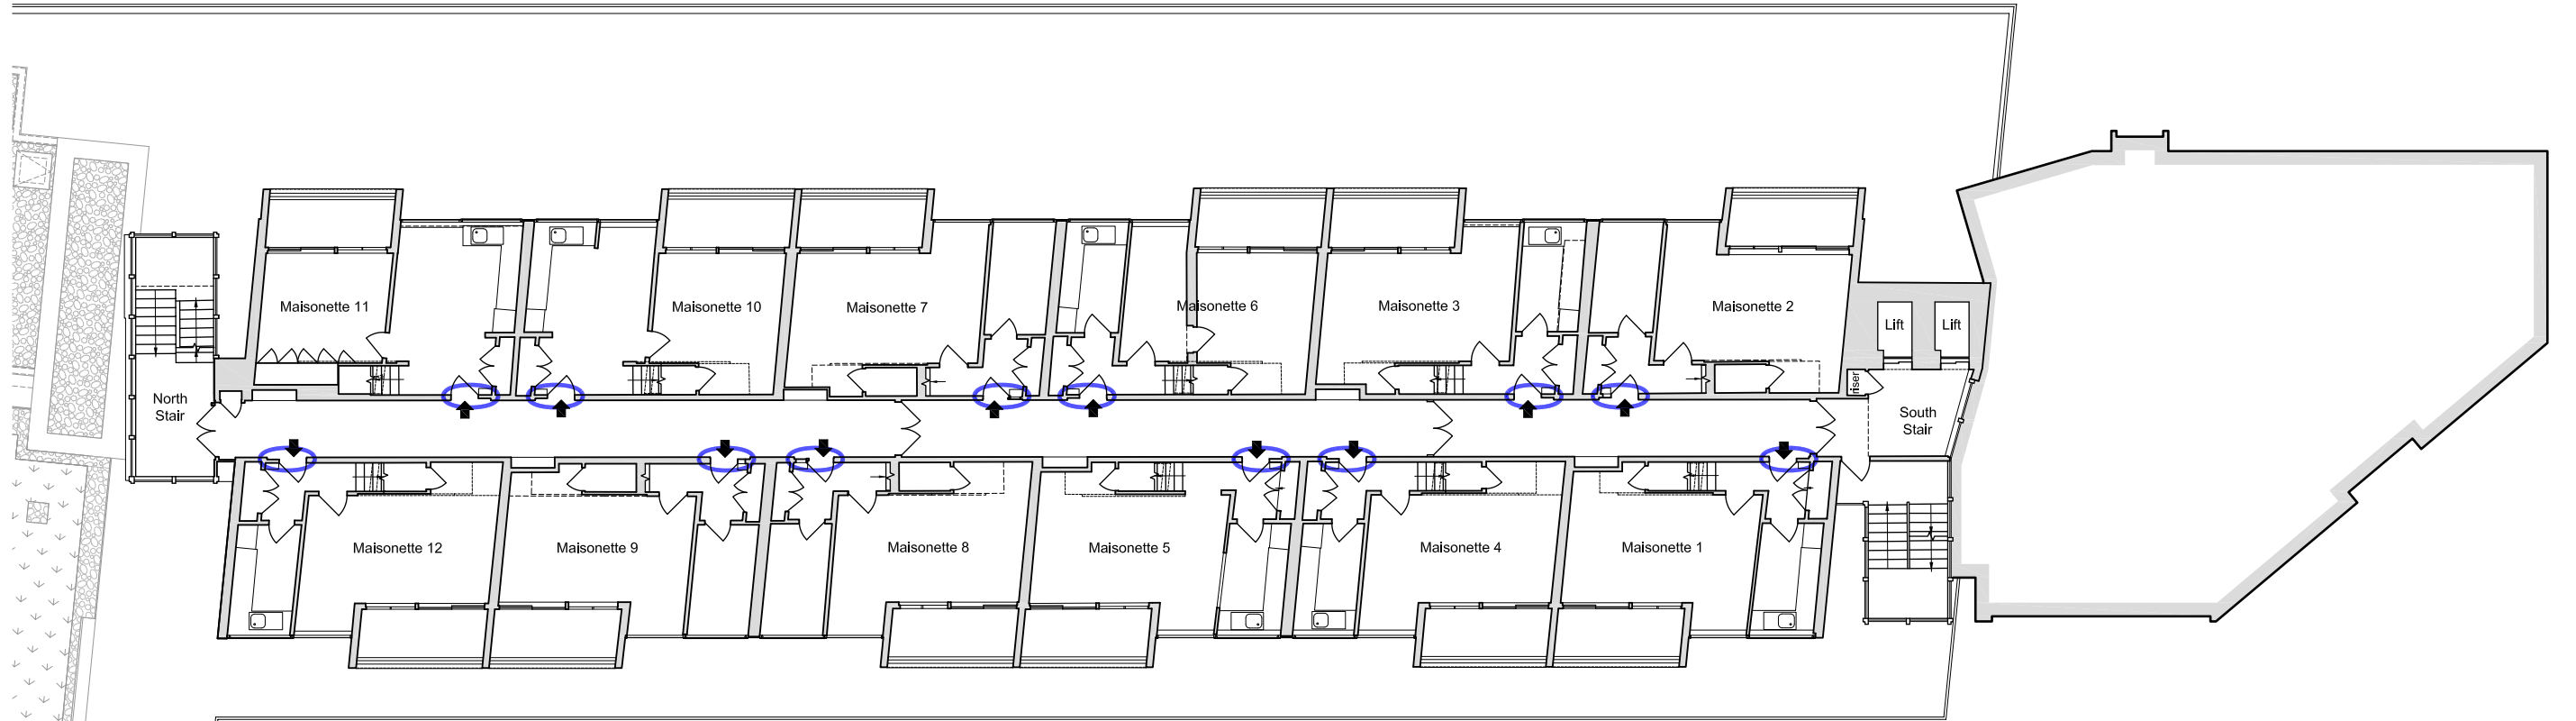 Maisonette 11
Maisonette 10
Maisonette 7
Maisonette 6
Maisonette 3
Maisonette 2
Lift
Lift
riser
North
Stair
South
Stair
Maisonette 12
Maisonette 9
Maisonette 8
Maisonette 5
Maisonette 4
Maisonette 1